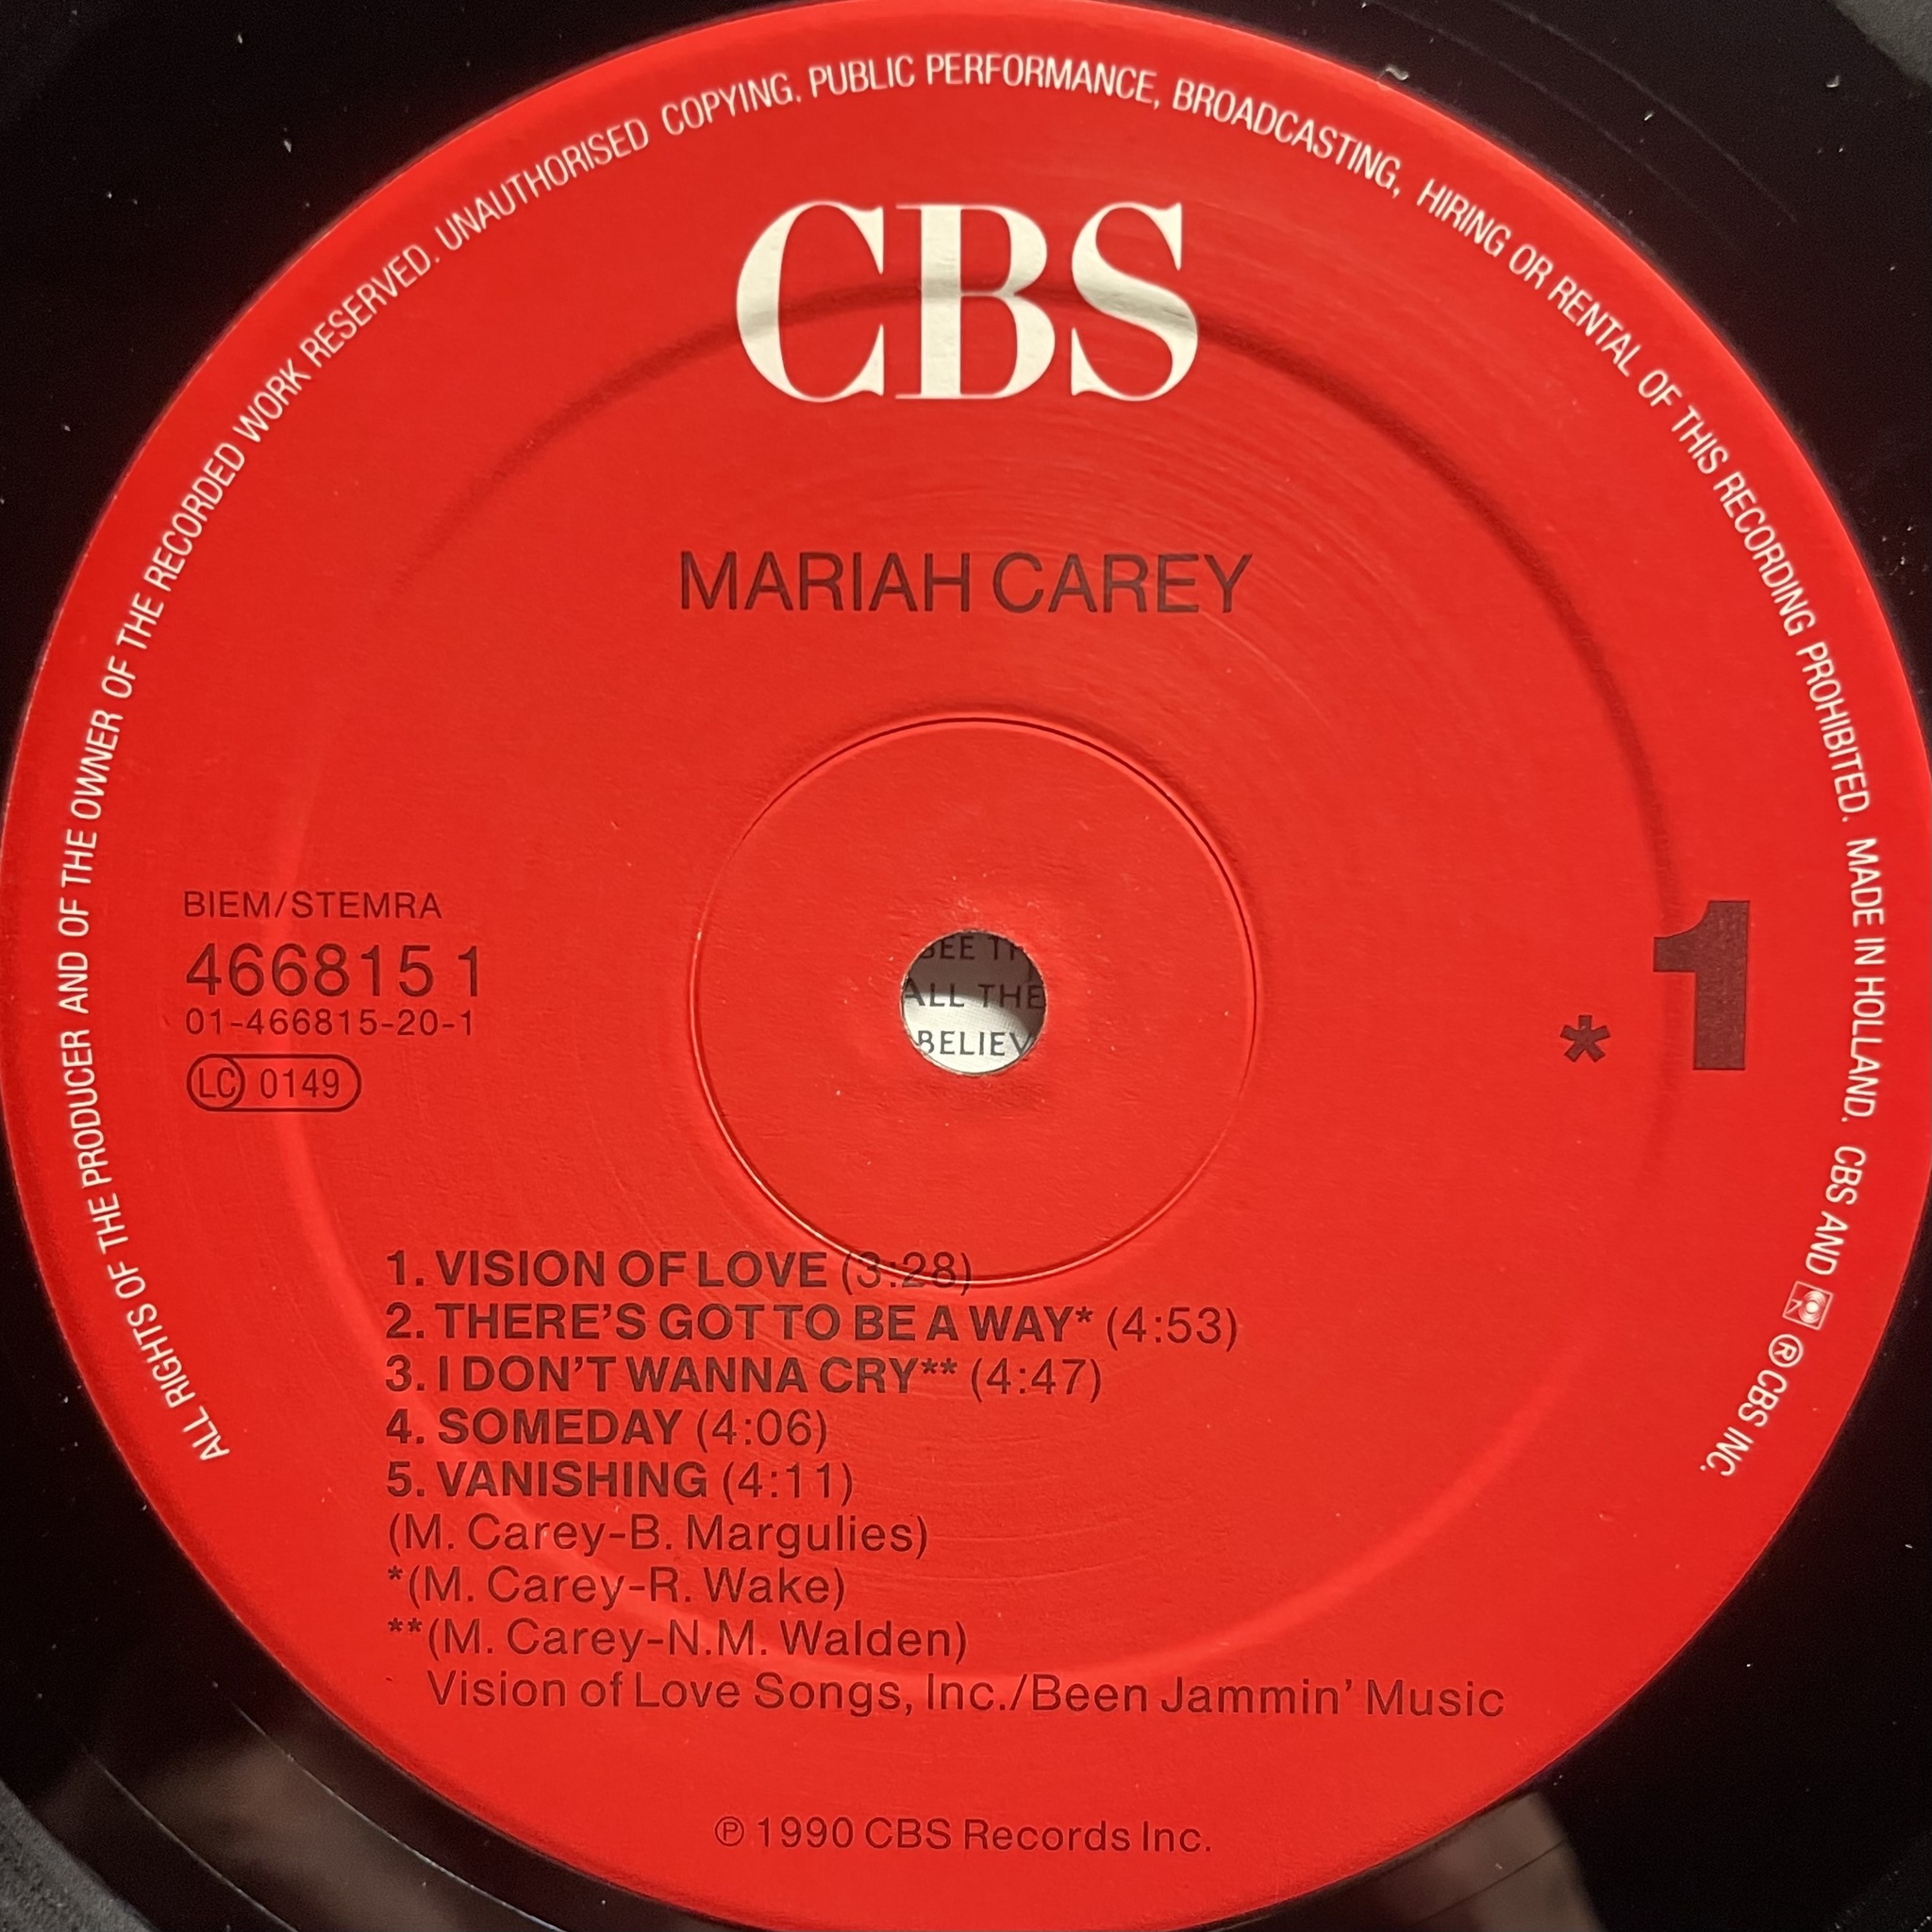 ALL RIGHTS OF THE PRODUCER AND OF THE OWNER OF THE RECORDED WORK RESERVED. UNAUTHORISED COPYING, PUBLIC PERFORMANCE, BROADCASTING, HIRING OR RENTAL OF THIS RECORDING PROHIBITED. MADE IN HOLLAND. CBS AND ® CBS INC.
CBS
MARIAH CAREY
BIEM/STEMRA
466815 1
01-466815-20-1
LC 0149
* 1
SEE
ALL THE
BELIEV
1. VISION OF LOVE (3:28)
2. THERE'S GOT TO BE A WAY* (4:53)
3. I DON'T WANNA CRY** (4:47)
4. SOMEDAY (4:06)
5. VANISHING (4:11)
(M. Carey-B. Margulies)
*(M. Carey-R. Wake)
**(M. Carey-N.M. Walden)
Vision of Love Songs, Inc./Been Jammin' Music
℗ 1990 CBS Records Inc.